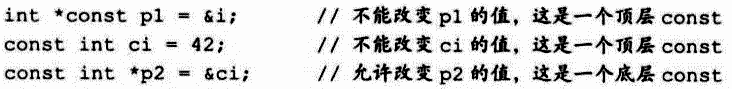 int *const p1 = &i; // 不能改变 p1 的值, 这是一个顶层 const
const int ci = 42; // 不能改变 ci 的值, 这是一个顶层 const
const int *p2 = &ci; // 允许改变 p2 的值, 这是一个底层 const